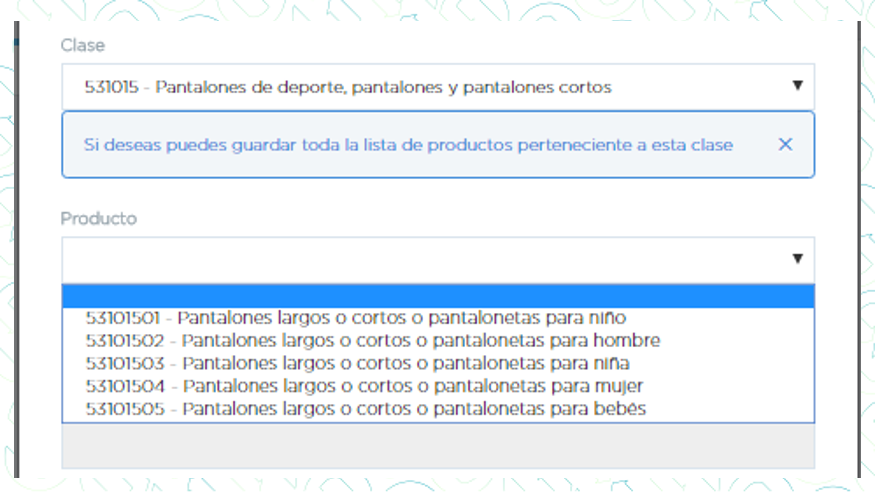 Clase
531015 - Pantalones de deporte, pantalones y pantalones cortos
Si deseas puedes guardar toda la lista de productos perteneciente a esta clase
Producto
53101501 - Pantalones largos o cortos o pantalonetas para niño
53101502 - Pantalones largos o cortos o pantalonetas para hombre
53101503 - Pantalones largos o cortos o pantalonetas para niña
53101504 - Pantalones largos o cortos o pantalonetas para mujer
53101505 - Pantalones largos o cortos o pantalonetas para bebés